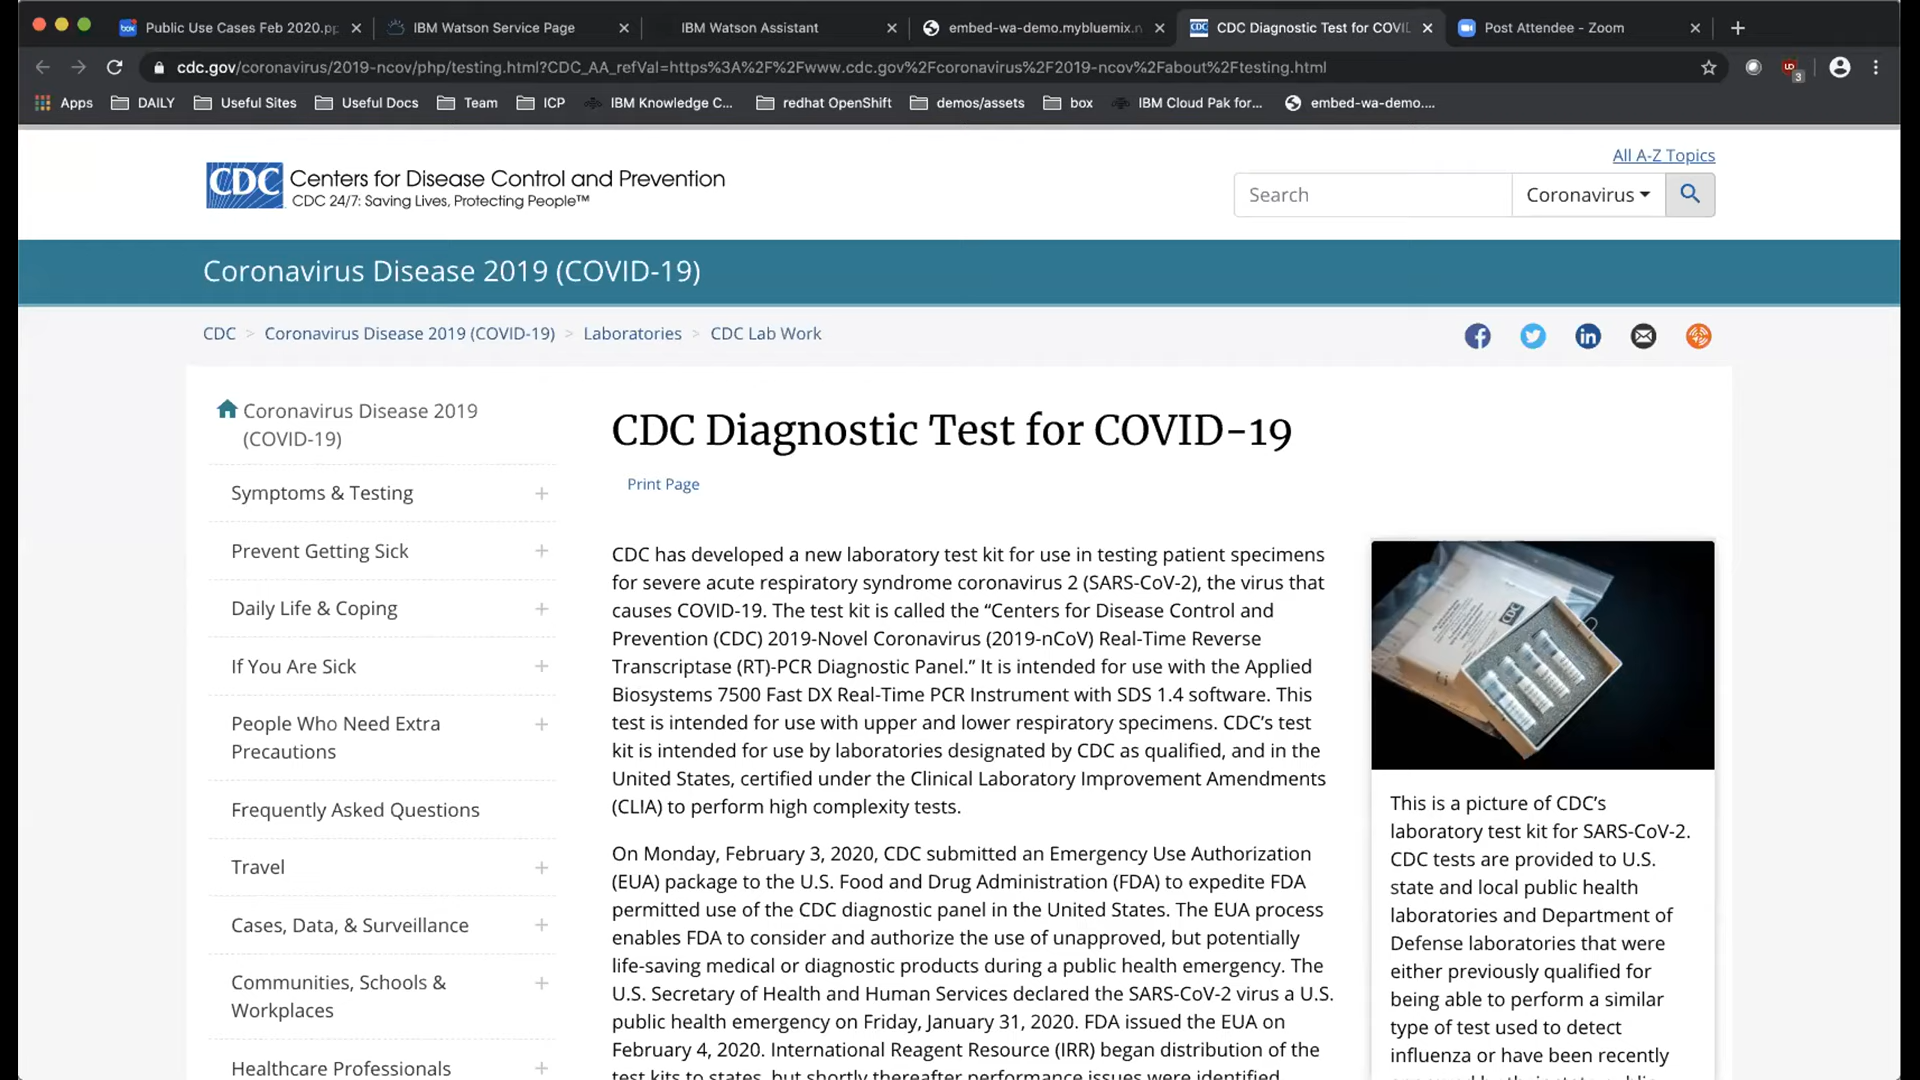 Public Use Cases Feb 2020.pp
IBM Watson Service Page
IBM Watson Assistant
embed-wa-demo.mybluemix.n
CDC Diagnostic Test for COVI
Post Attendee - Zoom
cdc.gov/coronavirus/2019-ncov/php/testing.html?CDC_AA_refVal=https%3A%2F%2Fwww.cdc.gov%2Fcoronavirus%2F2019-ncov%2Fabout%2Ftesting.html
3
Apps
DAILY
Useful Sites
Useful Docs
Team
ICP
IBM Knowledge C...
redhat OpenShift
demos/assets
box
IBM Cloud Pak for...
embed-wa-demo....
All A-Z Topics
CDC Centers for Disease Control and Prevention
CDC 24/7: Saving Lives, Protecting People™
Search
Coronavirus
Coronavirus Disease 2019 (COVID-19)
CDC > Coronavirus Disease 2019 (COVID-19) > Laboratories > CDC Lab Work
Coronavirus Disease 2019
(COVID-19)
Symptoms & Testing
Prevent Getting Sick
Daily Life & Coping
If You Are Sick
People Who Need Extra
Precautions
Frequently Asked Questions
Travel
Cases, Data, & Surveillance
Communities, Schools &
Workplaces
Healthcare Professionals
CDC Diagnostic Test for COVID-19
Print Page
CDC has developed a new laboratory test kit for use in testing patient specimens
for severe acute respiratory syndrome coronavirus 2 (SARS-CoV-2), the virus that
causes COVID-19. The test kit is called the “Centers for Disease Control and
Prevention (CDC) 2019-Novel Coronavirus (2019-nCoV) Real-Time Reverse
Transcriptase (RT)-PCR Diagnostic Panel.” It is intended for use with the Applied
Biosystems 7500 Fast DX Real-Time PCR Instrument with SDS 1.4 software. This
test is intended for use with upper and lower respiratory specimens. CDC’s test
kit is intended for use by laboratories designated by CDC as qualified, and in the
United States, certified under the Clinical Laboratory Improvement Amendments
(CLIA) to perform high complexity tests.
On Monday, February 3, 2020, CDC submitted an Emergency Use Authorization
(EUA) package to the U.S. Food and Drug Administration (FDA) to expedite FDA
permitted use of the CDC diagnostic panel in the United States. The EUA process
enables FDA to consider and authorize the use of unapproved, but potentially
life-saving medical or diagnostic products during a public health emergency. The
U.S. Secretary of Health and Human Services declared the SARS-CoV-2 virus a U.S.
public health emergency on Friday, January 31, 2020. FDA issued the EUA on
February 4, 2020. International Reagent Resource (IRR) began distribution of the
test kits to states, but shortly thereafter performance issues were identified
CDC
This is a picture of CDC’s
laboratory test kit for SARS-CoV-2.
CDC tests are provided to U.S.
state and local public health
laboratories and Department of
Defense laboratories that were
either previously qualified for
being able to perform a similar
type of test used to detect
influenza or have been recently